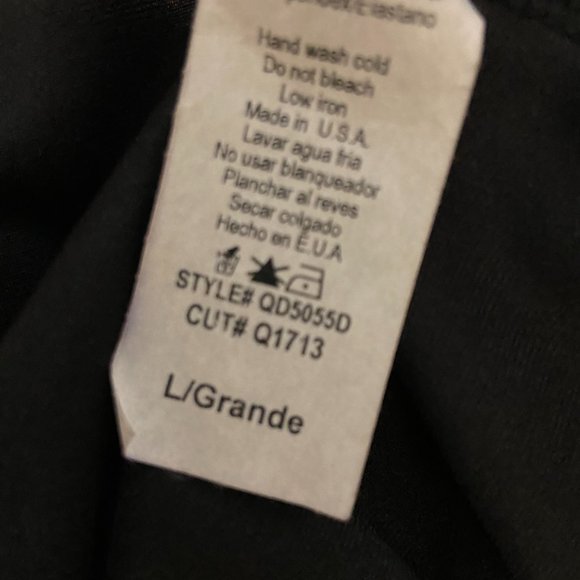 Hand wash cold
Do not bleach
Low iron
Made in U.S.A.
Lavar agua fria
No usar blanqueador
Planchar al reves
Secar colgado
Hecho en E.U.A
STYLE# QD5055D
CUT# Q1713
L/Grande